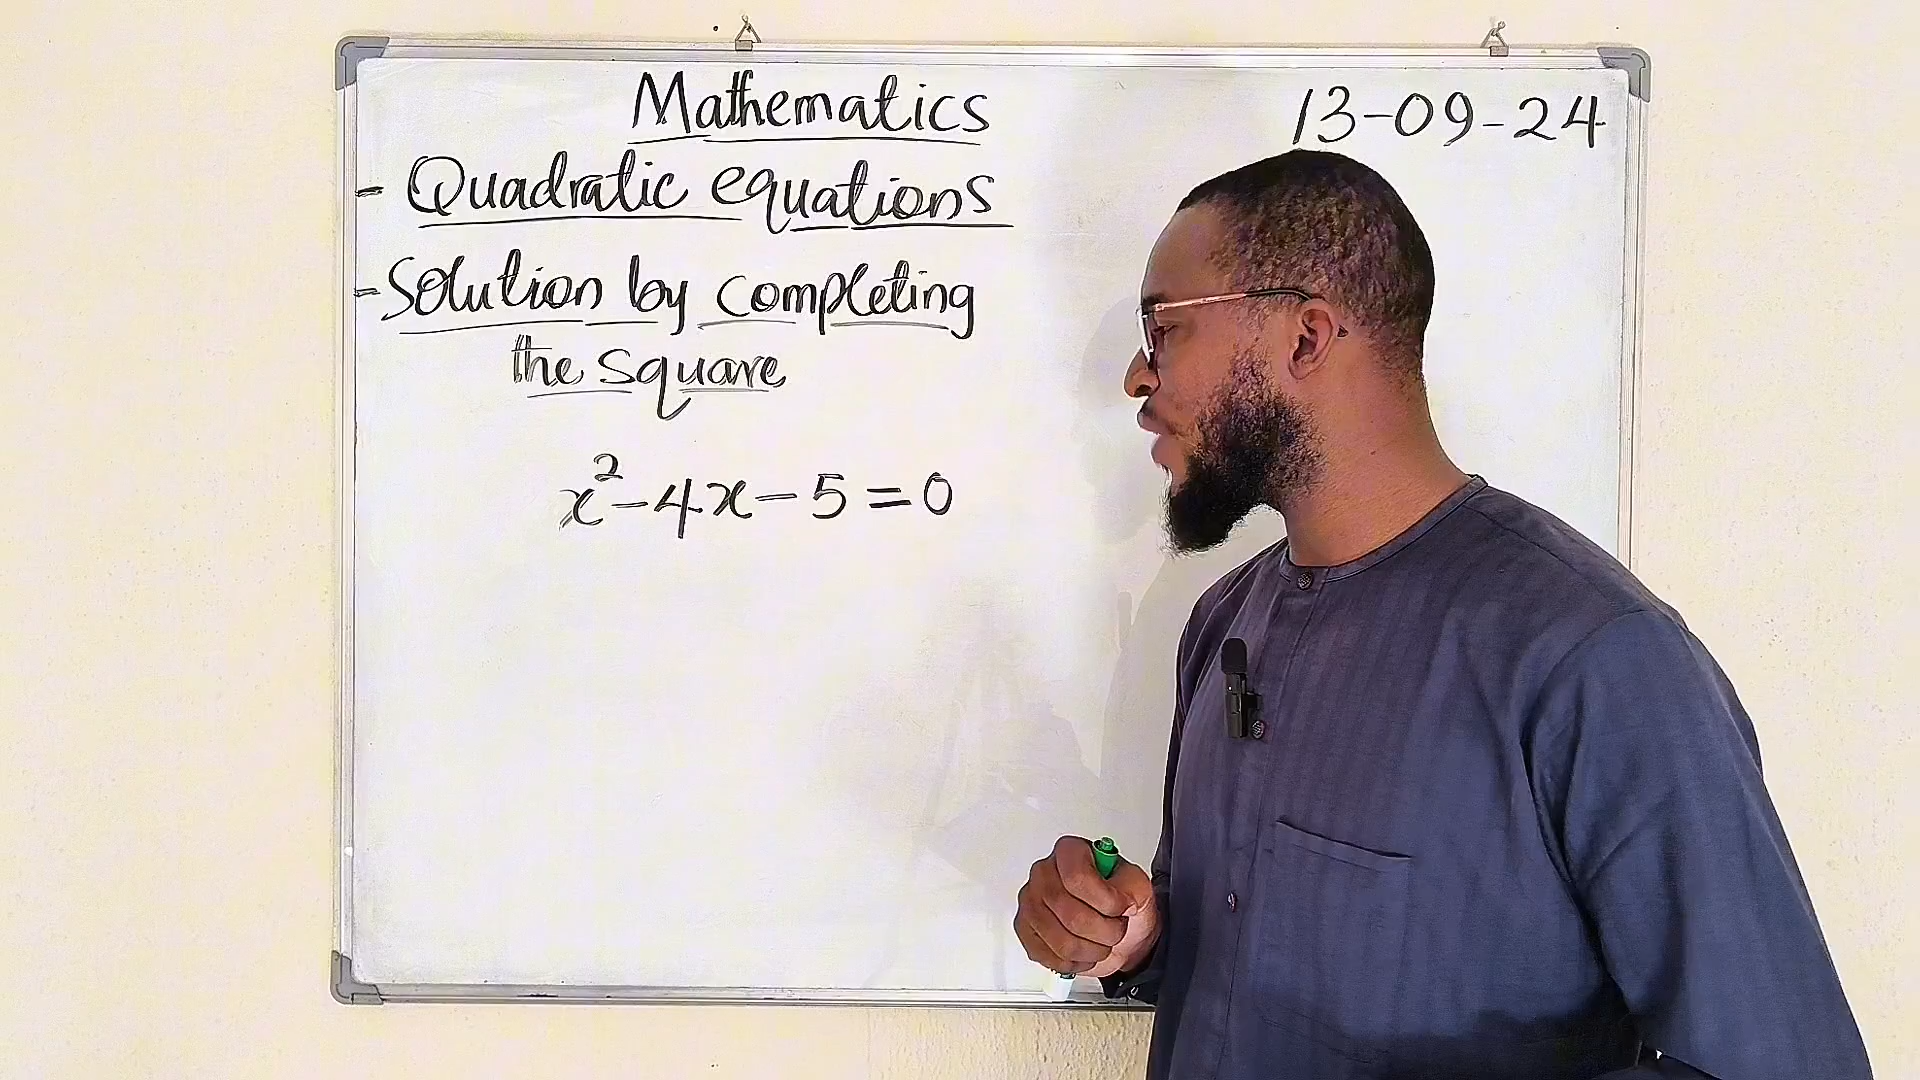 Mathematics
13-09-24
- Quadratic equations
- Solution by completing
the square
x²-4x-5=0